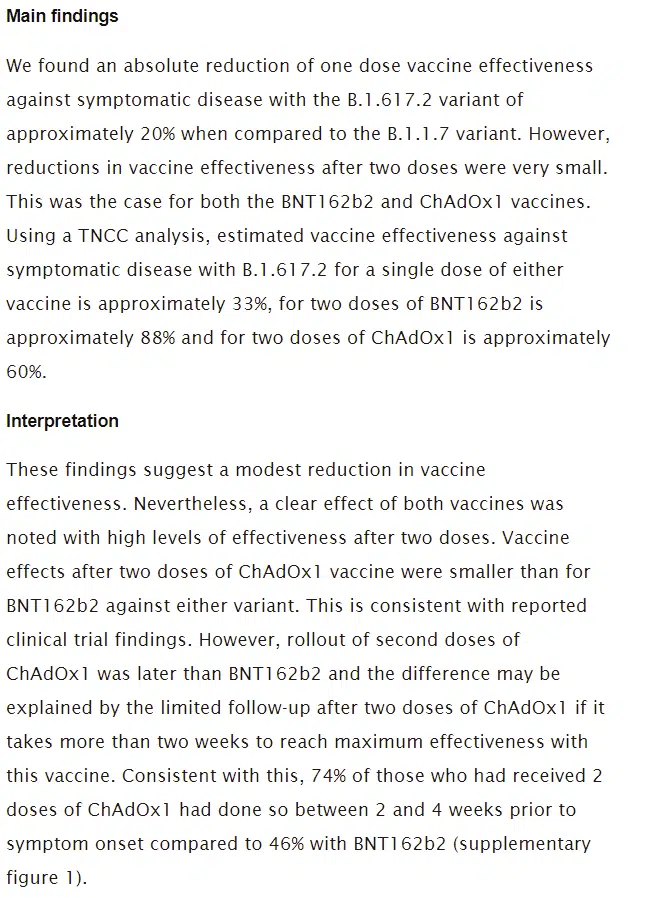 Main findings
We found an absolute reduction of one dose vaccine effectiveness
against symptomatic disease with the B.1.617.2 variant of
approximately 20% when compared to the B.1.1.7 variant. However,
reductions in vaccine effectiveness after two doses were very small.
This was the case for both the BNT162b2 and ChAdOx1 vaccines.
Using a TNCC analysis, estimated vaccine effectiveness against
symptomatic disease with B.1.617.2 for a single dose of either
vaccine is approximately 33%, for two doses of BNT162b2 is
approximately 88% and for two doses of ChAdOx1 is approximately
60%.
Interpretation
These findings suggest a modest reduction in vaccine
effectiveness. Nevertheless, a clear effect of both vaccines was
noted with high levels of effectiveness after two doses. Vaccine
effects after two doses of ChAdOx1 vaccine were smaller than for
BNT162b2 against either variant. This is consistent with reported
clinical trial findings. However, rollout of second doses of
ChAdOx1 was later than BNT162b2 and the difference may be
explained by the limited follow-up after two doses of ChAdOx1 if it
takes more than two weeks to reach maximum effectiveness with
this vaccine. Consistent with this, 74% of those who had received 2
doses of ChAdOx1 had done so between 2 and 4 weeks prior to
symptom onset compared to 46% with BNT162b2 (supplementary
figure 1).